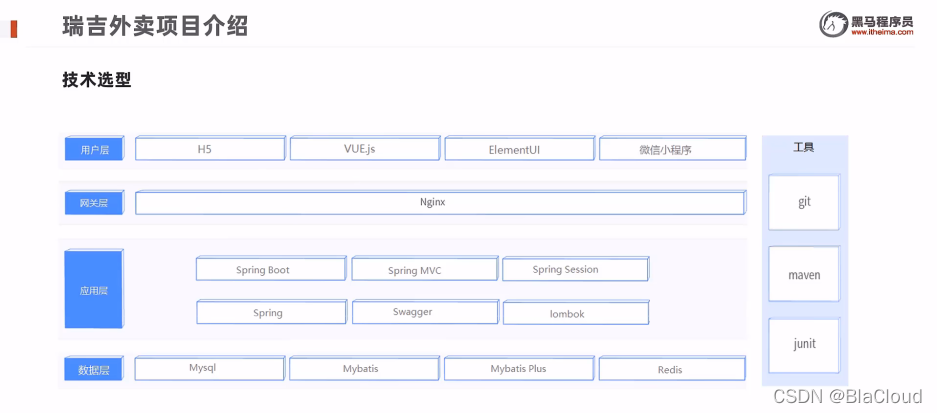 瑞吉外卖项目介绍
黑马程序员
www.itheima.com
技术选型
用户层 H5 VUE.js ElementUI 微信小程序
网关层 Nginx
应用层
Spring Boot Spring MVC Spring Session
Spring Swagger lombok
数据层 Mysql Mybatis Mybatis Plus Redis
工具
git
maven
junit
CSDN @BlaCloud